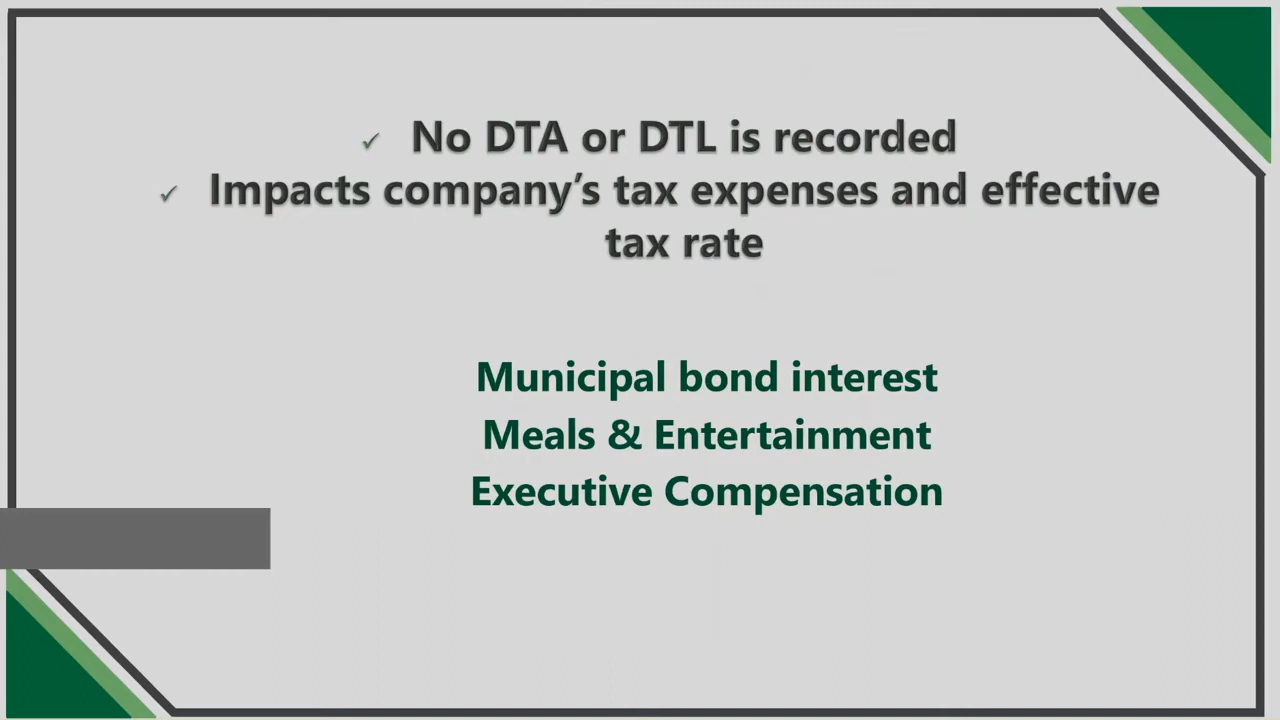 ✓ No DTA or DTL is recorded
✓ Impacts company’s tax expenses and effective
tax rate
Municipal bond interest
Meals & Entertainment
Executive Compensation